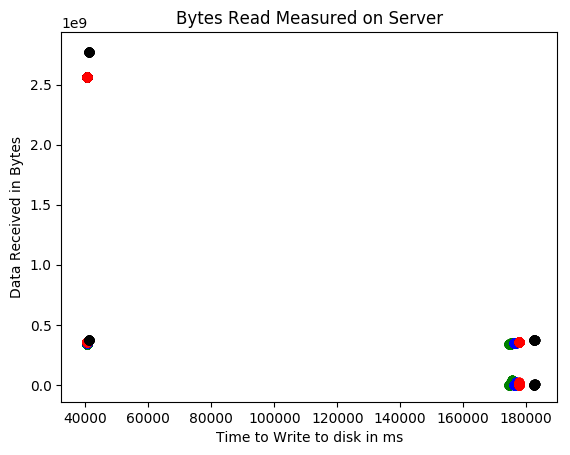 Bytes Read Measured on Server
1e9
2.5
2.0
1.5
1.0
0.5
0.0
Data Received in Bytes
40000 60000 80000 100000 120000 140000 160000 180000
Time to Write to disk in ms